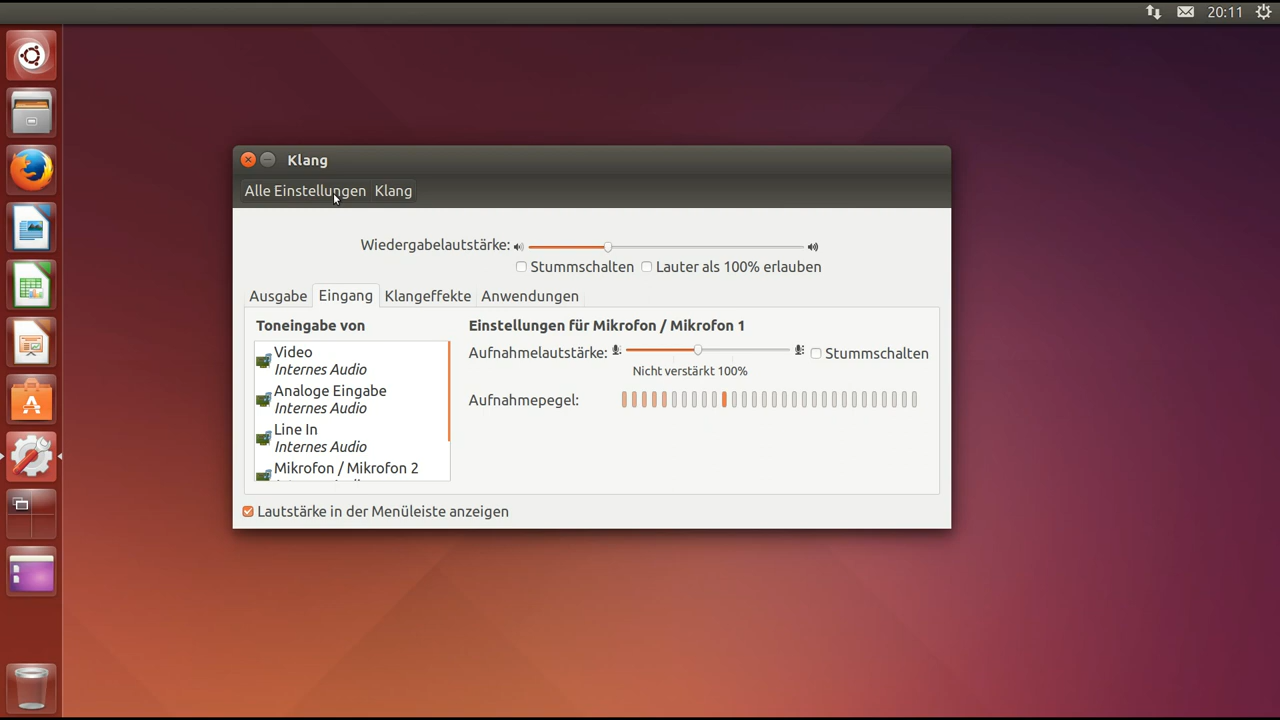 20:11
Klang
Alle Einstellungen Klang
Wiedergabelautstärke:
Stummschalten Lauter als 100% erlauben
Ausgabe Eingang Klangeffekte Anwendungen
Toneingabe von
Video
Internes Audio
Analoge Eingabe
Internes Audio
Line In
Internes Audio
Mikrofon / Mikrofon 2
Einstellungen für Mikrofon / Mikrofon 1
Aufnahmelautstärke: Stummschalten
Nicht verstärkt 100%
Aufnahmepegel:
Lautstärke in der Menüleiste anzeigen